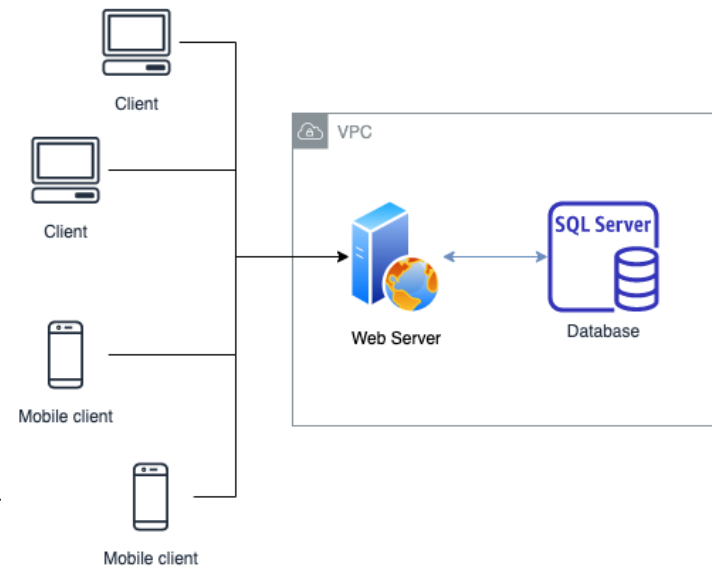 Client
VPC
Client
SQL Server
Web Server
Database
Mobile client
Mobile client